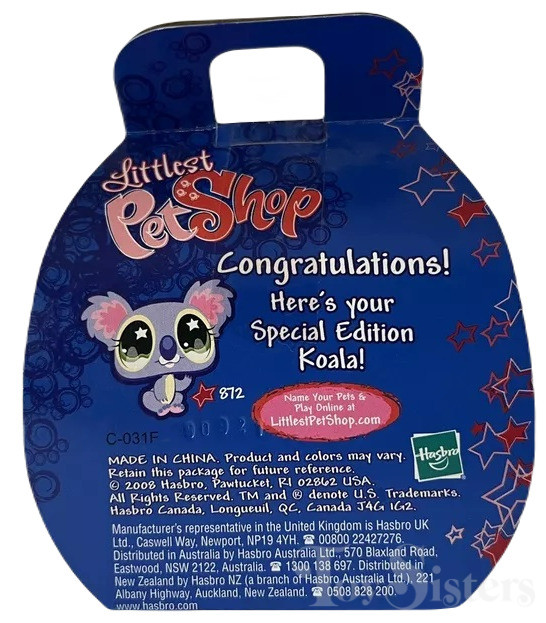 Littlest
PetShop
Congratulations!
Here's your
Special Edition
Koala!
872
Name Your Pets &
Play Online at
LittlestPetShop.com
C-031F
Hasbro
MADE IN CHINA. Product and colors may vary.
Retain this package for future reference.
© 2008 Hasbro, Pawtucket, RI 02862 USA.
All Rights Reserved. TM and ® denote U.S. Trademarks.
Hasbro Canada, Longueuil, QC, Canada J4G 1G2.
Manufacturer's representative in the United Kingdom is Hasbro UK
Ltd., Caswell Way, Newport, NP19 4YH. ☎ 00800 22427276.
Distributed in Australia by Hasbro Australia Ltd., 570 Blaxland Road,
Eastwood, NSW 2122, Australia. ☎ 1300 138 697. Distributed in
New Zealand by Hasbro NZ (a branch of Hasbro Australia Ltd.), 221
Albany Highway, Auckland, New Zealand. ☎ 0508 828 200.
www.hasbro.com
ToySisters